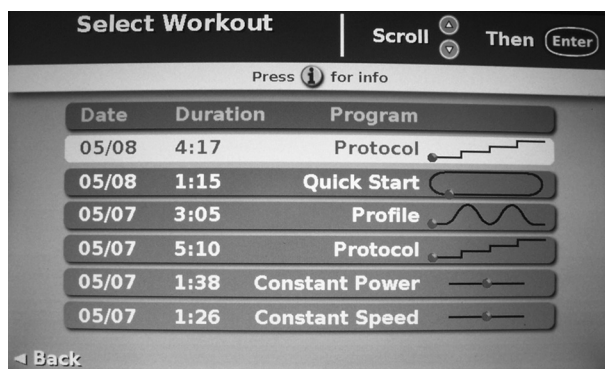 Select Workout
Scroll Then Enter
Press i for info
Date Duration Program
05/08 4:17 Protocol
05/08 1:15 Quick Start
05/07 3:05 Profile
05/07 5:10 Protocol
05/07 1:38 Constant Power
05/07 1:26 Constant Speed
Back